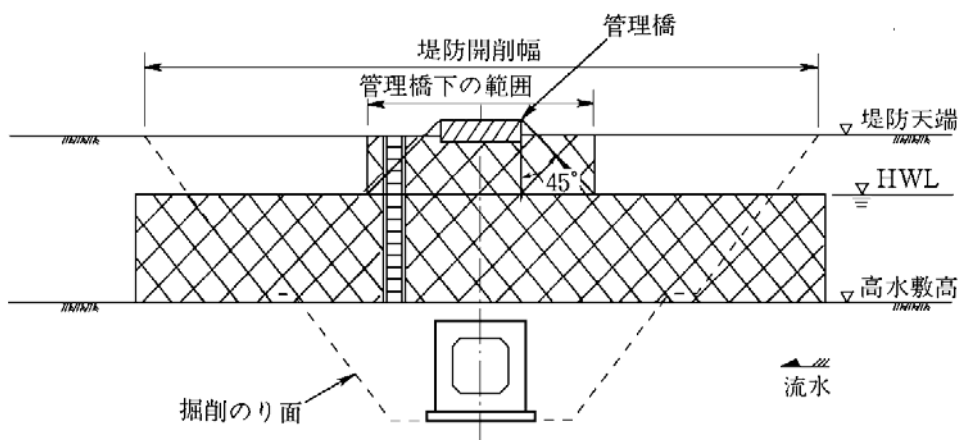 管理橋
堤防開削幅
管理橋下の範囲
堤防天端
45°
HWL
高水敷高
流水
掘削のり面